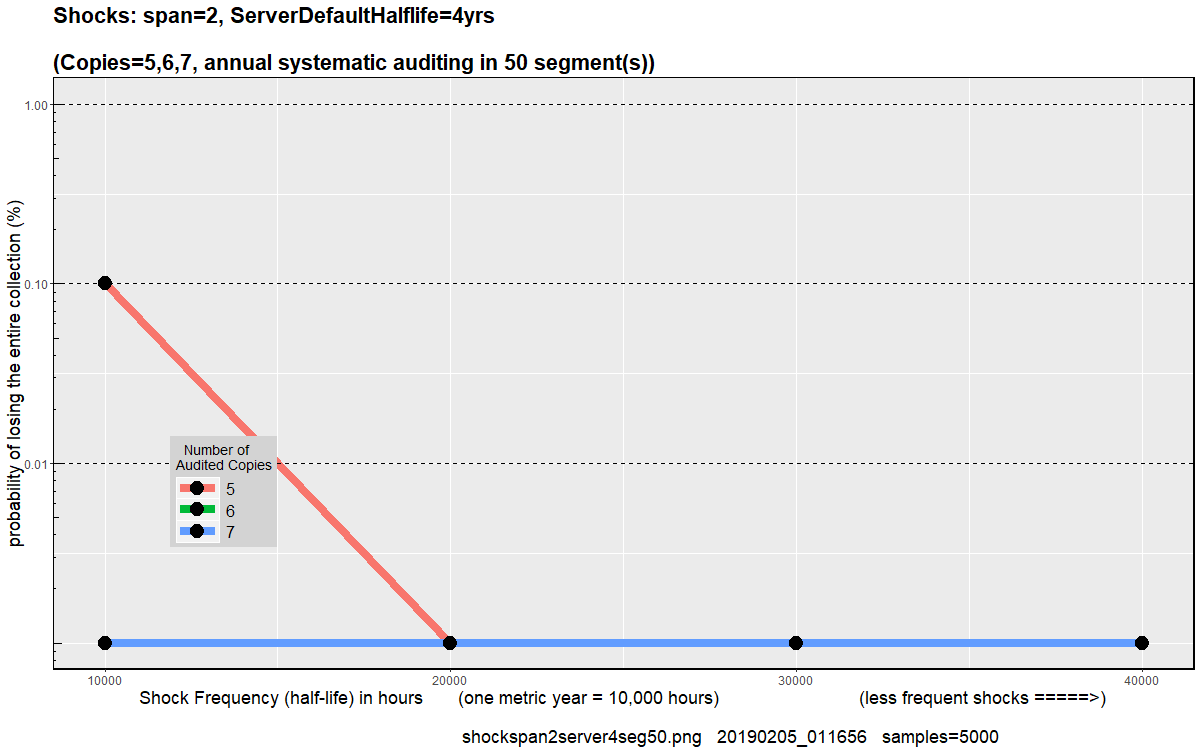 Shocks: span=2, ServerDefaultHalflife=4yrs
(Copies=5,6,7, annual systematic auditing in 50 segment(s))
probability of losing the entire collection (%)
1.00
0.10
0.01
Number of
Audited Copies
5
6
7
10000 20000 30000 40000
Shock Frequency (half-life) in hours (one metric year = 10,000 hours) (less frequent shocks =====>)
shockspan2server4seg50.png 20190205_011656 samples=5000